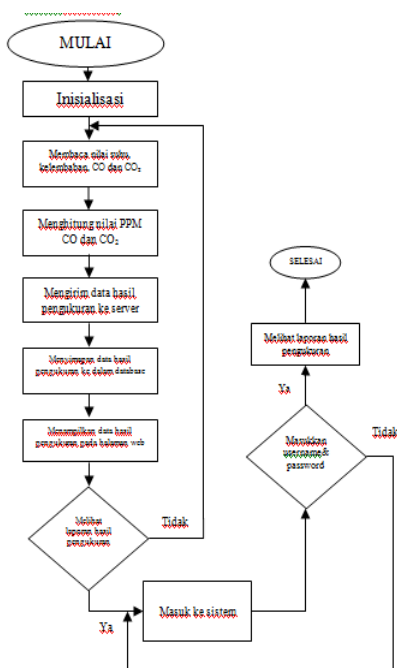 MULAI
Inisialisasi
Membaca nilai suhu,
kelembaban, CO dan CO₂
Menghitung nilai PPM
CO dan CO₂
Mengirim data hasil
pengukuran ke server
Menyimpan data hasil
pengukuran ke dalam database
Menampilkan data hasil
pengukuran pada halaman web
Melihat
laporan hasil
pengukuran
Tidak
Ya
Masuk ke sistem
Masukkan
username&
password
Tidak
Ya
Melihat laporan hasil
pengukuran
SELESAI